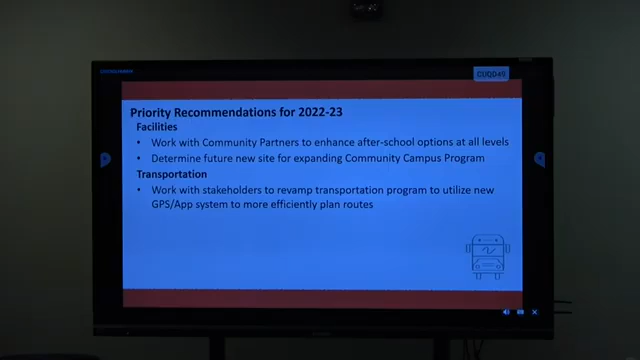 CUQD49
Priority Recommendations for 2022-23
Facilities
• Work with Community Partners to enhance after-school options at all levels
• Determine future new site for expanding Community Campus Program
Transportation
• Work with stakeholders to revamp transportation program to utilize new
GPS/App system to more efficiently plan routes